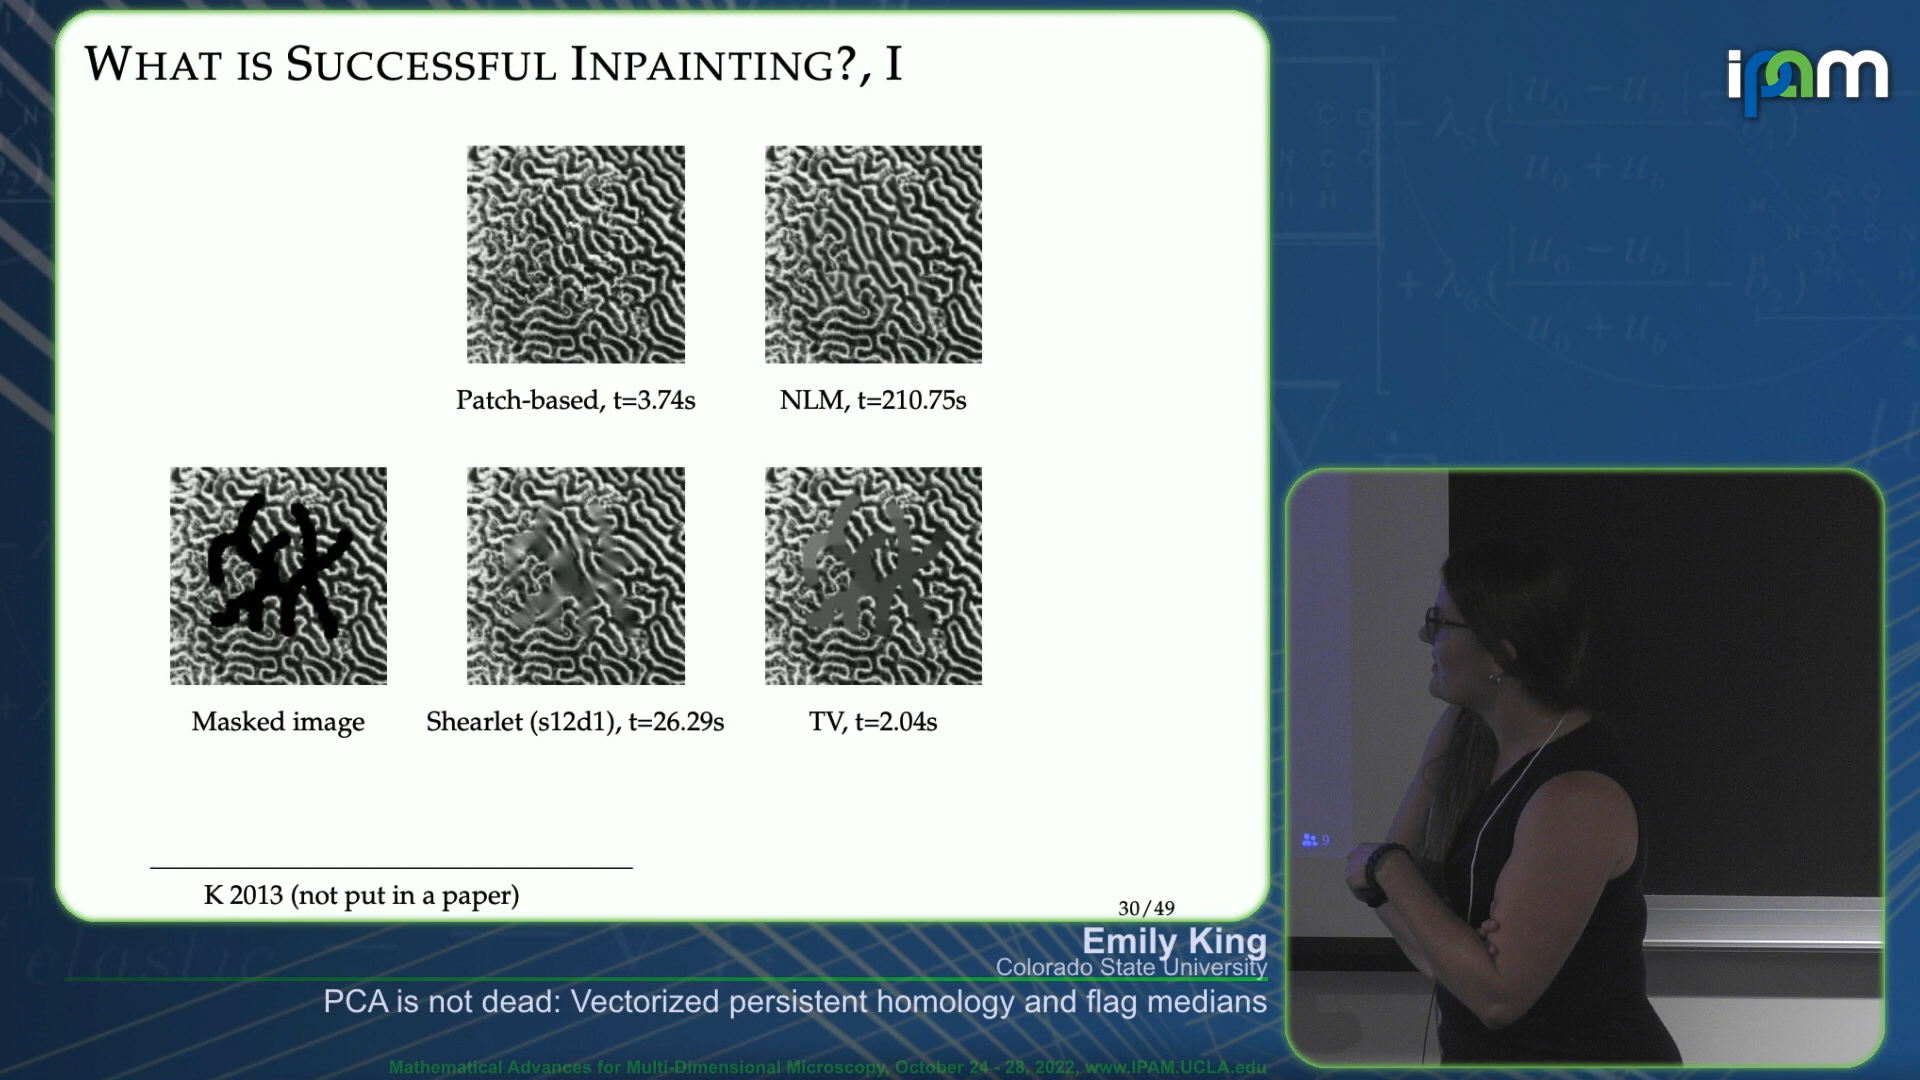 WHAT IS SUCCESSFUL INPAINTING?, I
ipam
Patch-based, t=3.74s
NLM, t=210.75s
Masked image
Shearlet (s12d1), t=26.29s
TV, t=2.04s
9
K 2013 (not put in a paper)
30/49
Emily King
Colorado State University
PCA is not dead: Vectorized persistent homology and flag medians
Mathematical Advances for Multi-Dimensional Microscopy, October 24 - 28, 2022, www.IPAM.UCLA.edu